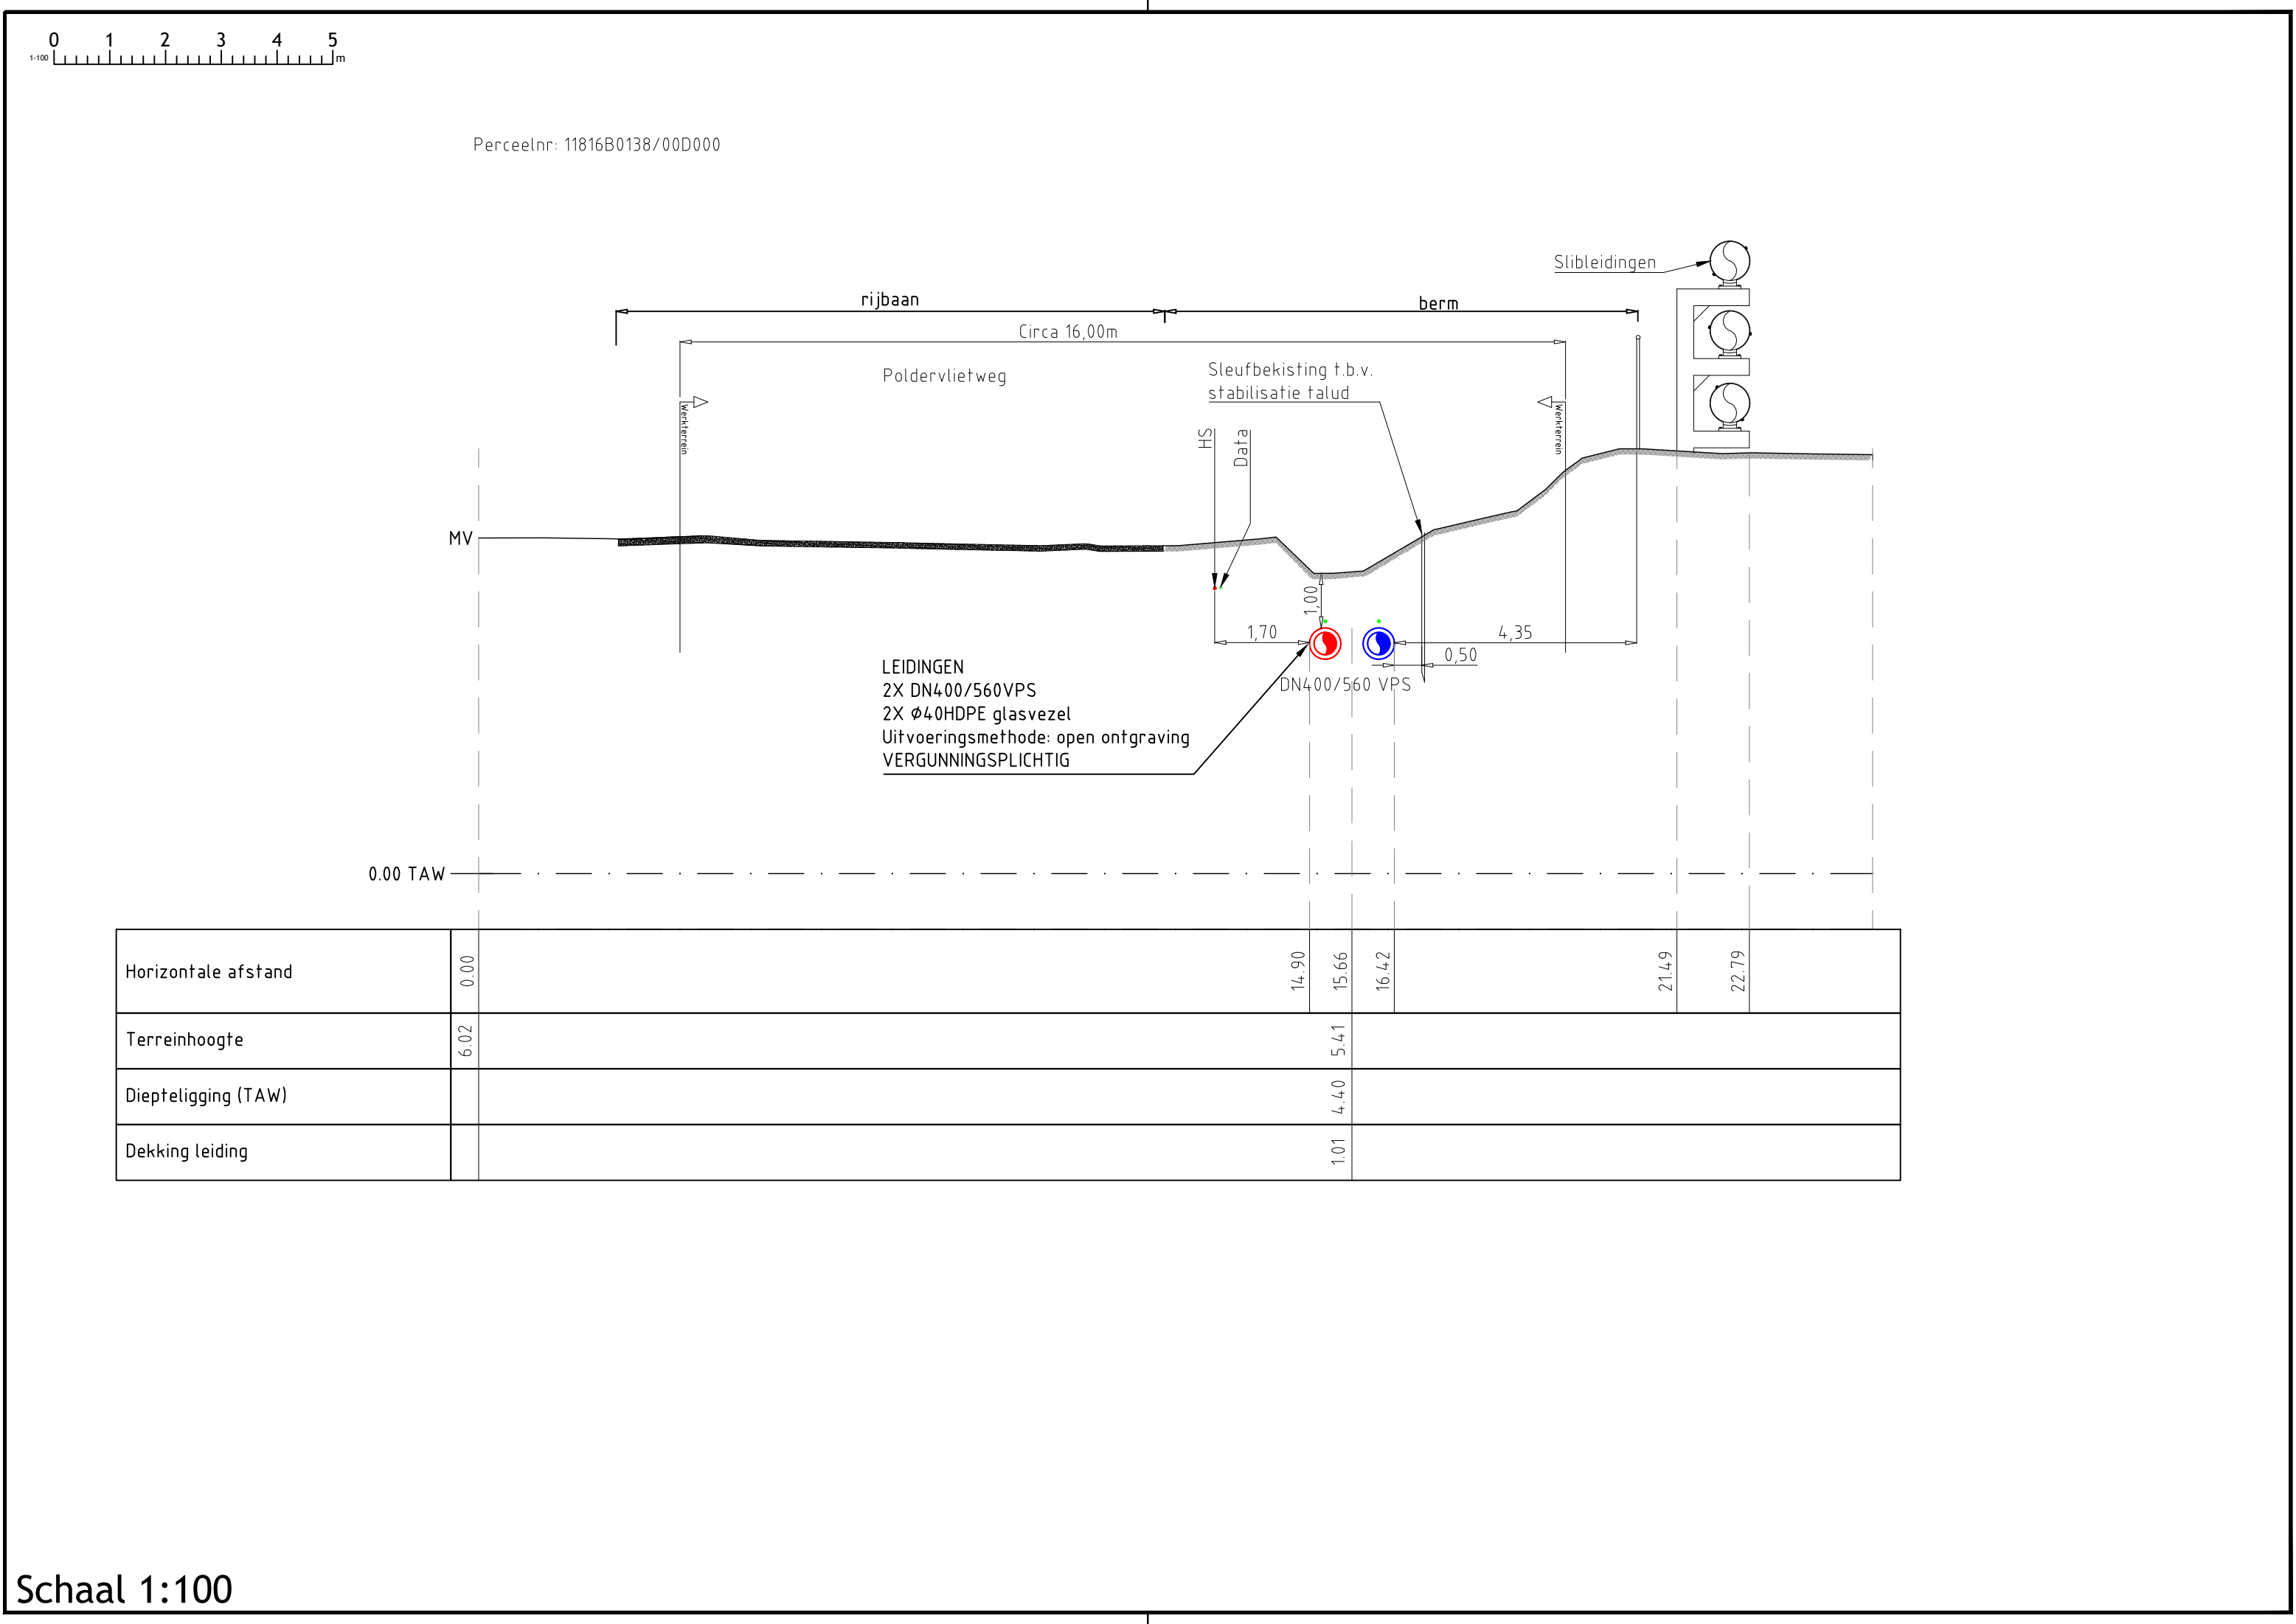 0 1 2 3 4 5
1-100 m
Perceelnr: 11816B0138/00D000
Slibleidingen
rijbaan
berm
Circa 16,00m
Poldervlietweg
Sleufbekisting t.b.v.
stabilisatie talud
Werkterrein
Werkterrein
HS
Data
MV
1,00
1,70
4,35
0,50
DN400/560 VPS
LEIDINGEN
2X DN400/560VPS
2X Ø40HDPE glasvezel
Uitvoeringsmethode: open ontgraving
VERGUNNINGSPLICHTIG
0.00 TAW
Horizontale afstand 0.00 14.90 15.66 16.42 21.49 22.79
Terreinhoogte 6.02 5.41
Diepteligging (TAW) 4.40
Dekking leiding 1.01
Schaal 1:100